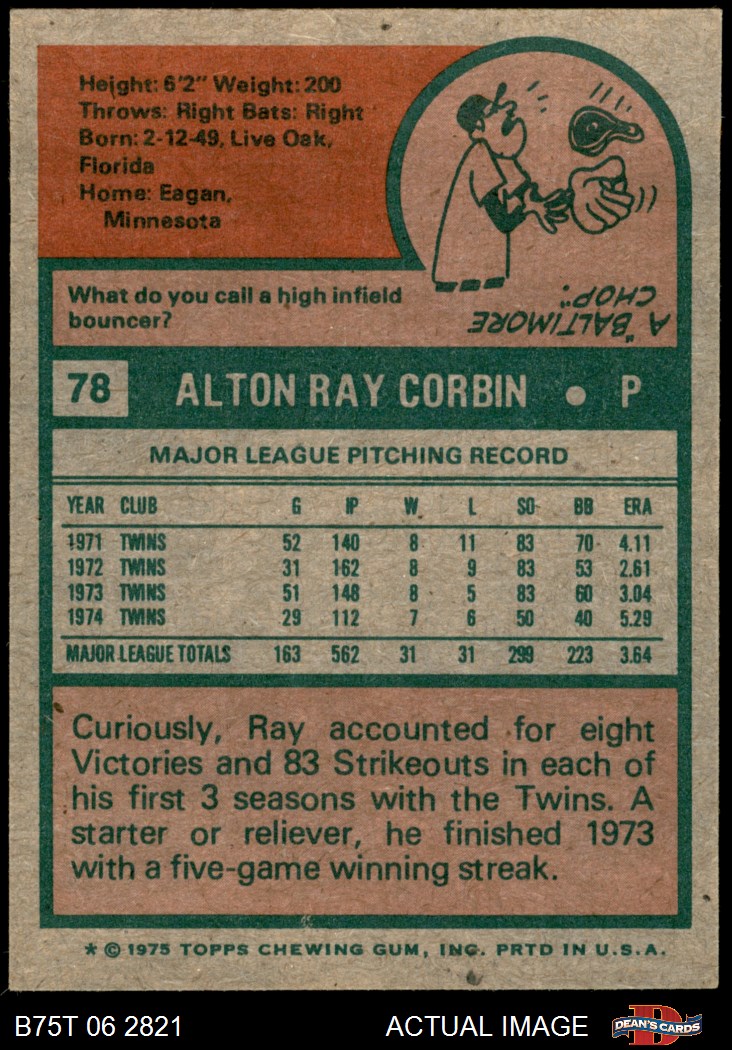 Height: 6'2" Weight: 200
Throws: Right Bats: Right
Born: 2-12-49, Live Oak,
Florida
Home: Eagan,
Minnesota
What do you call a high infield
bouncer?
A "BALTIMORE
CHOP".
78 ALTON RAY CORBIN • P
MAJOR LEAGUE PITCHING RECORD
YEAR CLUB G IP W L SO BB ERA
1971 TWINS 52 140 8 11 83 70 4.11
1972 TWINS 31 162 8 9 83 53 2.61
1973 TWINS 51 148 8 5 83 60 3.04
1974 TWINS 29 112 7 6 50 40 5.29
MAJOR LEAGUE TOTALS 163 562 31 31 299 223 3.64
Curiously, Ray accounted for eight
Victories and 83 Strikeouts in each of
his first 3 seasons with the Twins. A
starter or reliever, he finished 1973
with a five-game winning streak.
* © 1975 TOPPS CHEWING GUM, INC. PRTD IN U.S.A.
B75T 06 2821 ACTUAL IMAGE D DEAN'S CARDS